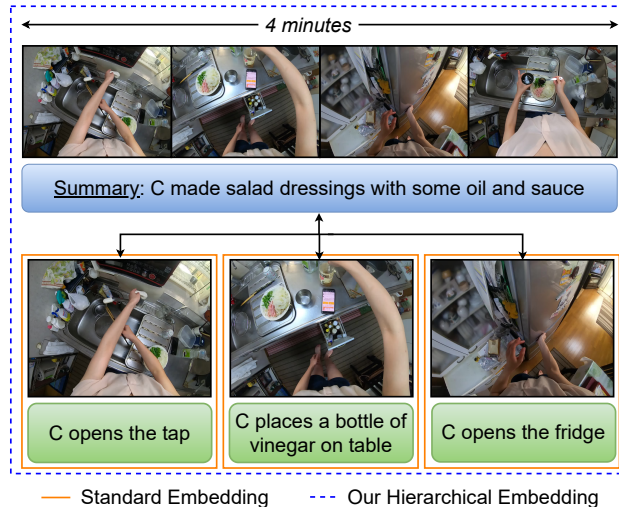 4 minutes
Summary: C made salad dressings with some oil and sauce
C opens the tap
C places a bottle of
vinegar on table
C opens the fridge
Standard Embedding
Our Hierarchical Embedding